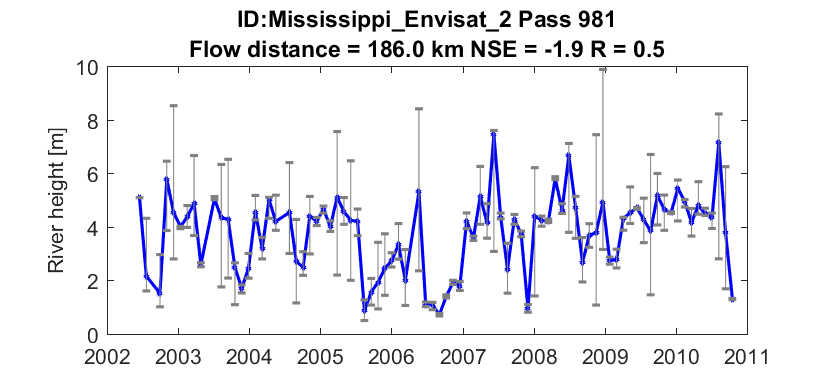 ID:Mississippi_Envisat_2 Pass 981
Flow distance = 186.0 km NSE = -1.9 R = 0.5
River height [m]
10
8
6
4
2
0
2002 2003 2004 2005 2006 2007 2008 2009 2010 2011